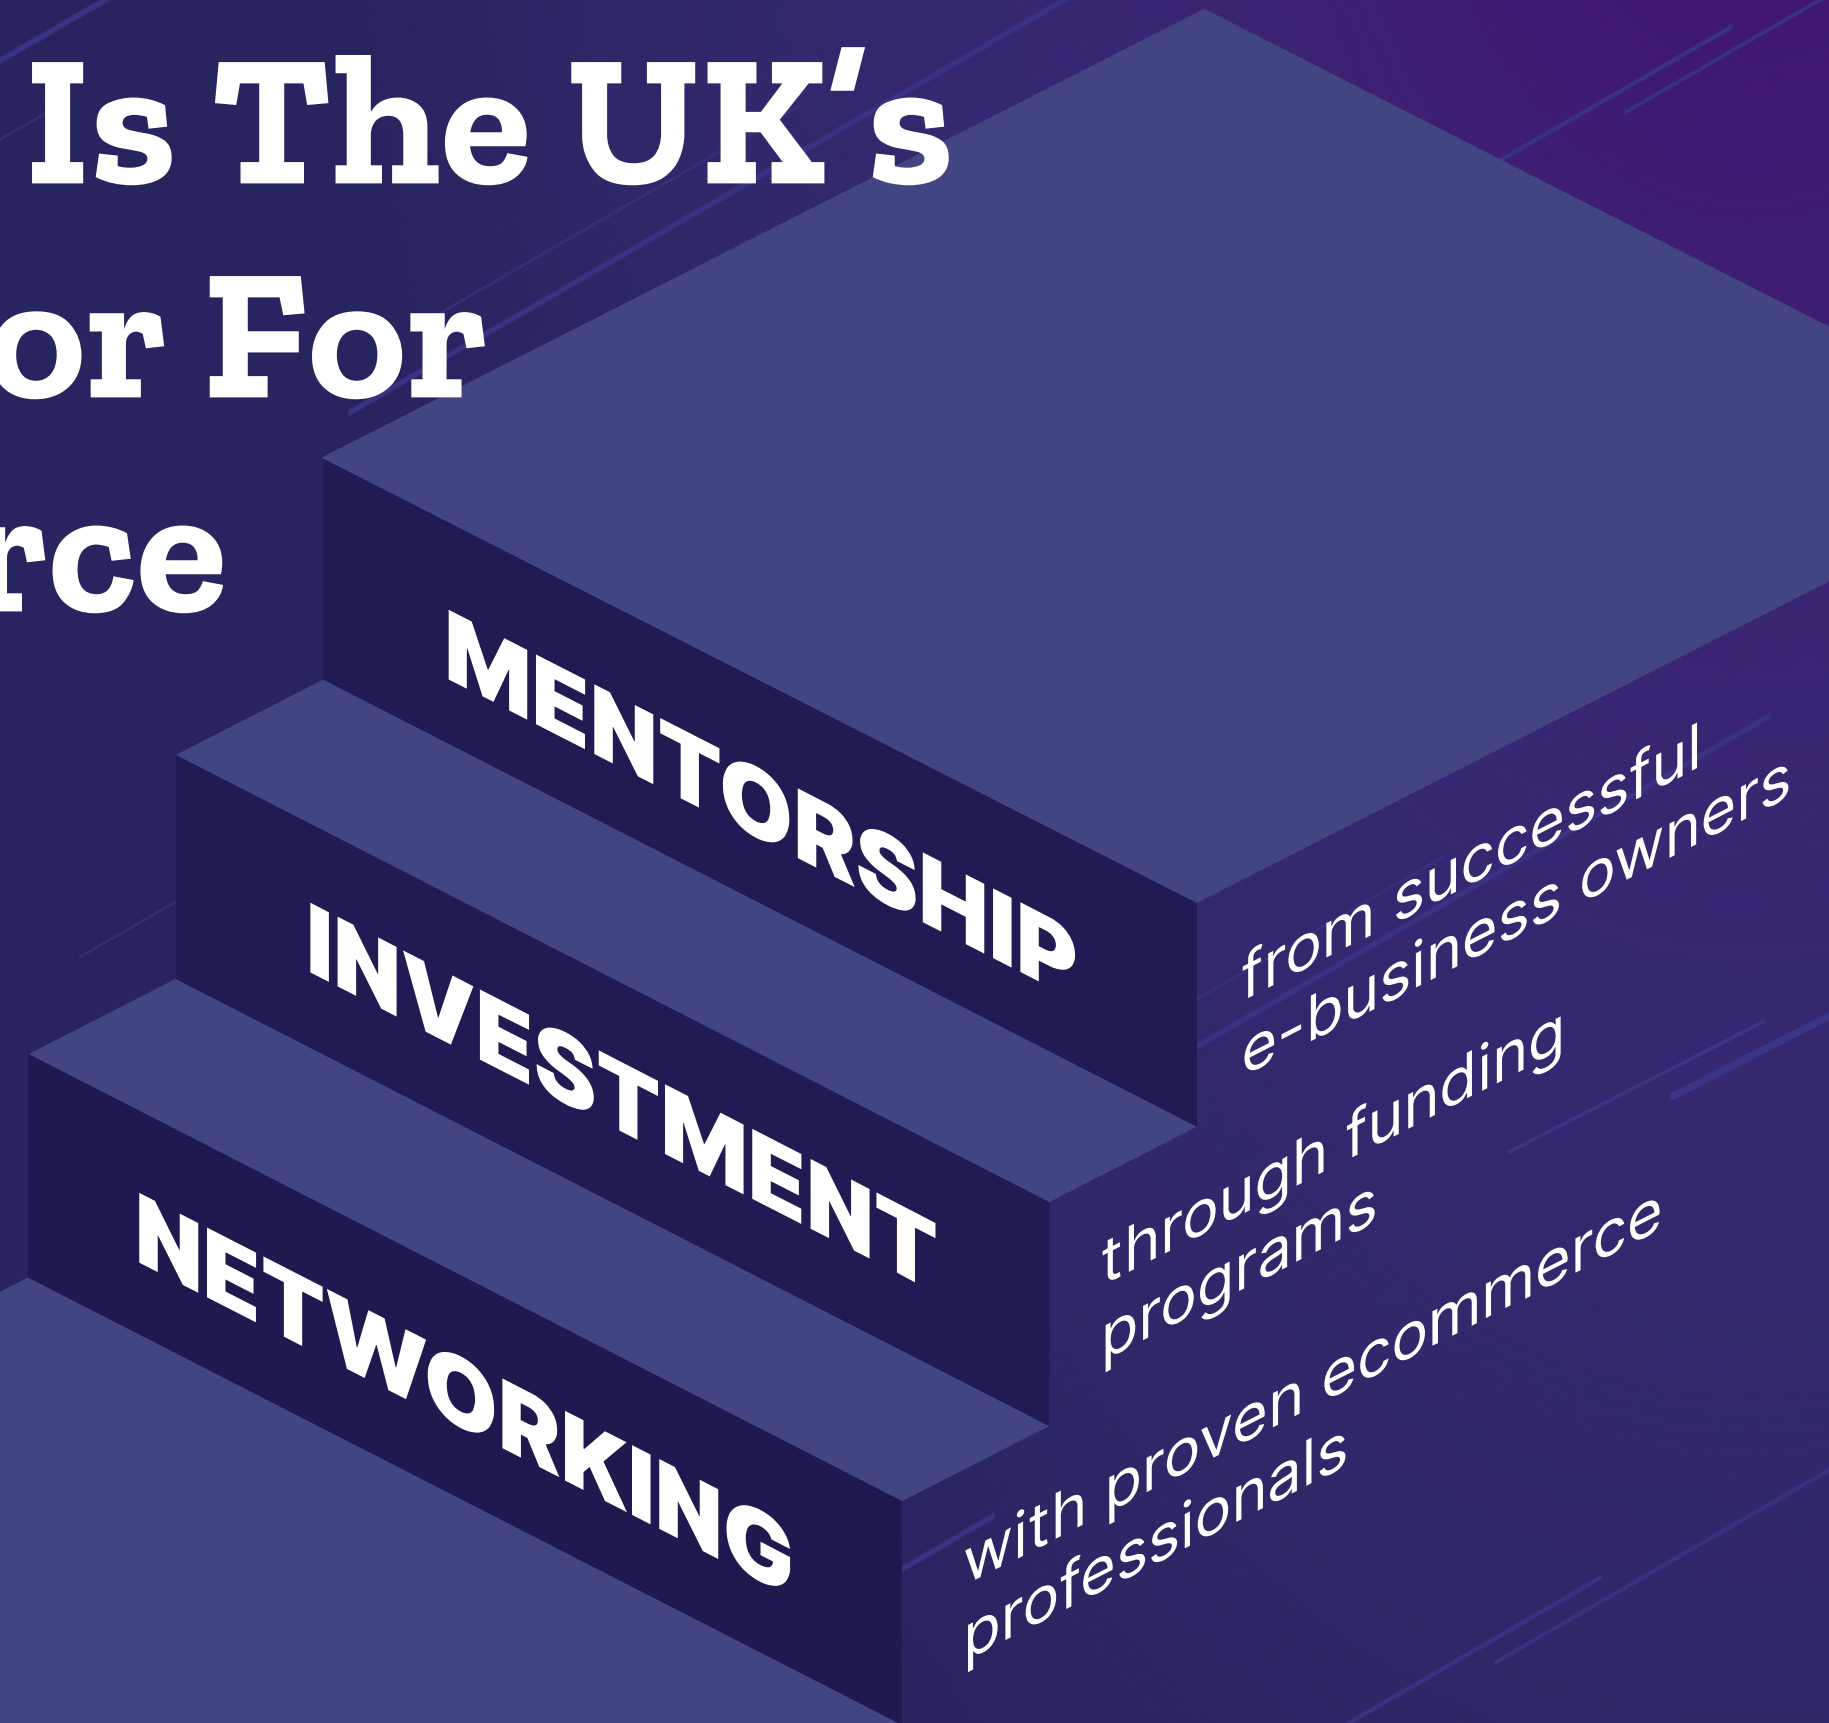 Is The UK's
or For
rce
MENTORSHIP
from successful
e-business owners
INVESTMENT
through funding
programs
NETWORKING
with proven ecommerce
professionals